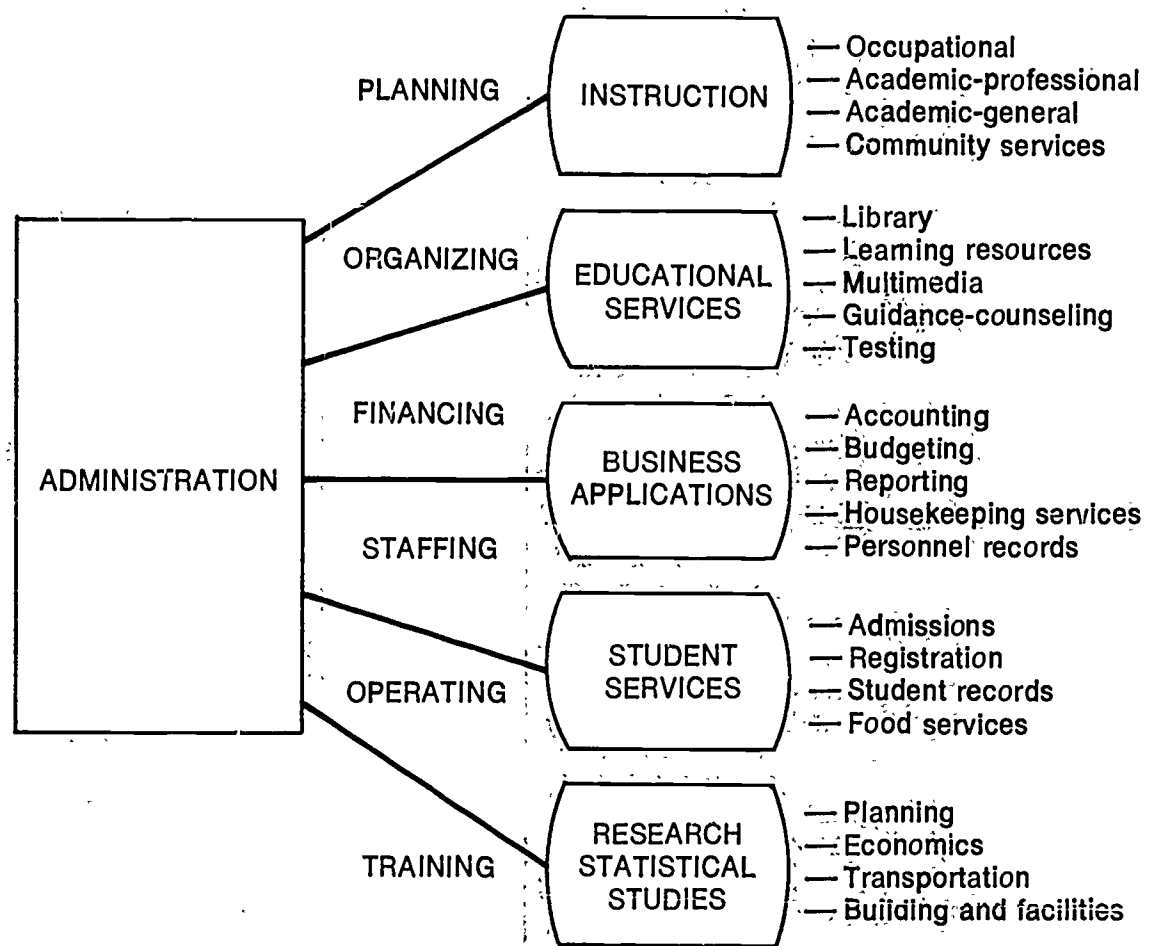 PLANNING
INSTRUCTION
— Occupational
— Academic-professional
— Academic-general
— Community services
ORGANIZING
EDUCATIONAL
SERVICES
— Library
— Learning resources
— Multimedia
— Guidance-counseling
— Testing
ADMINISTRATION
FINANCING
BUSINESS
APPLICATIONS
— Accounting
— Budgeting
— Reporting
— Housekeeping services
— Personnel records
STAFFING
STUDENT
SERVICES
— Admissions
— Registration
— Student records
— Food services
OPERATING
TRAINING
RESEARCH
STATISTICAL
STUDIES
— Planning
— Economics
— Transportation
— Building and facilities